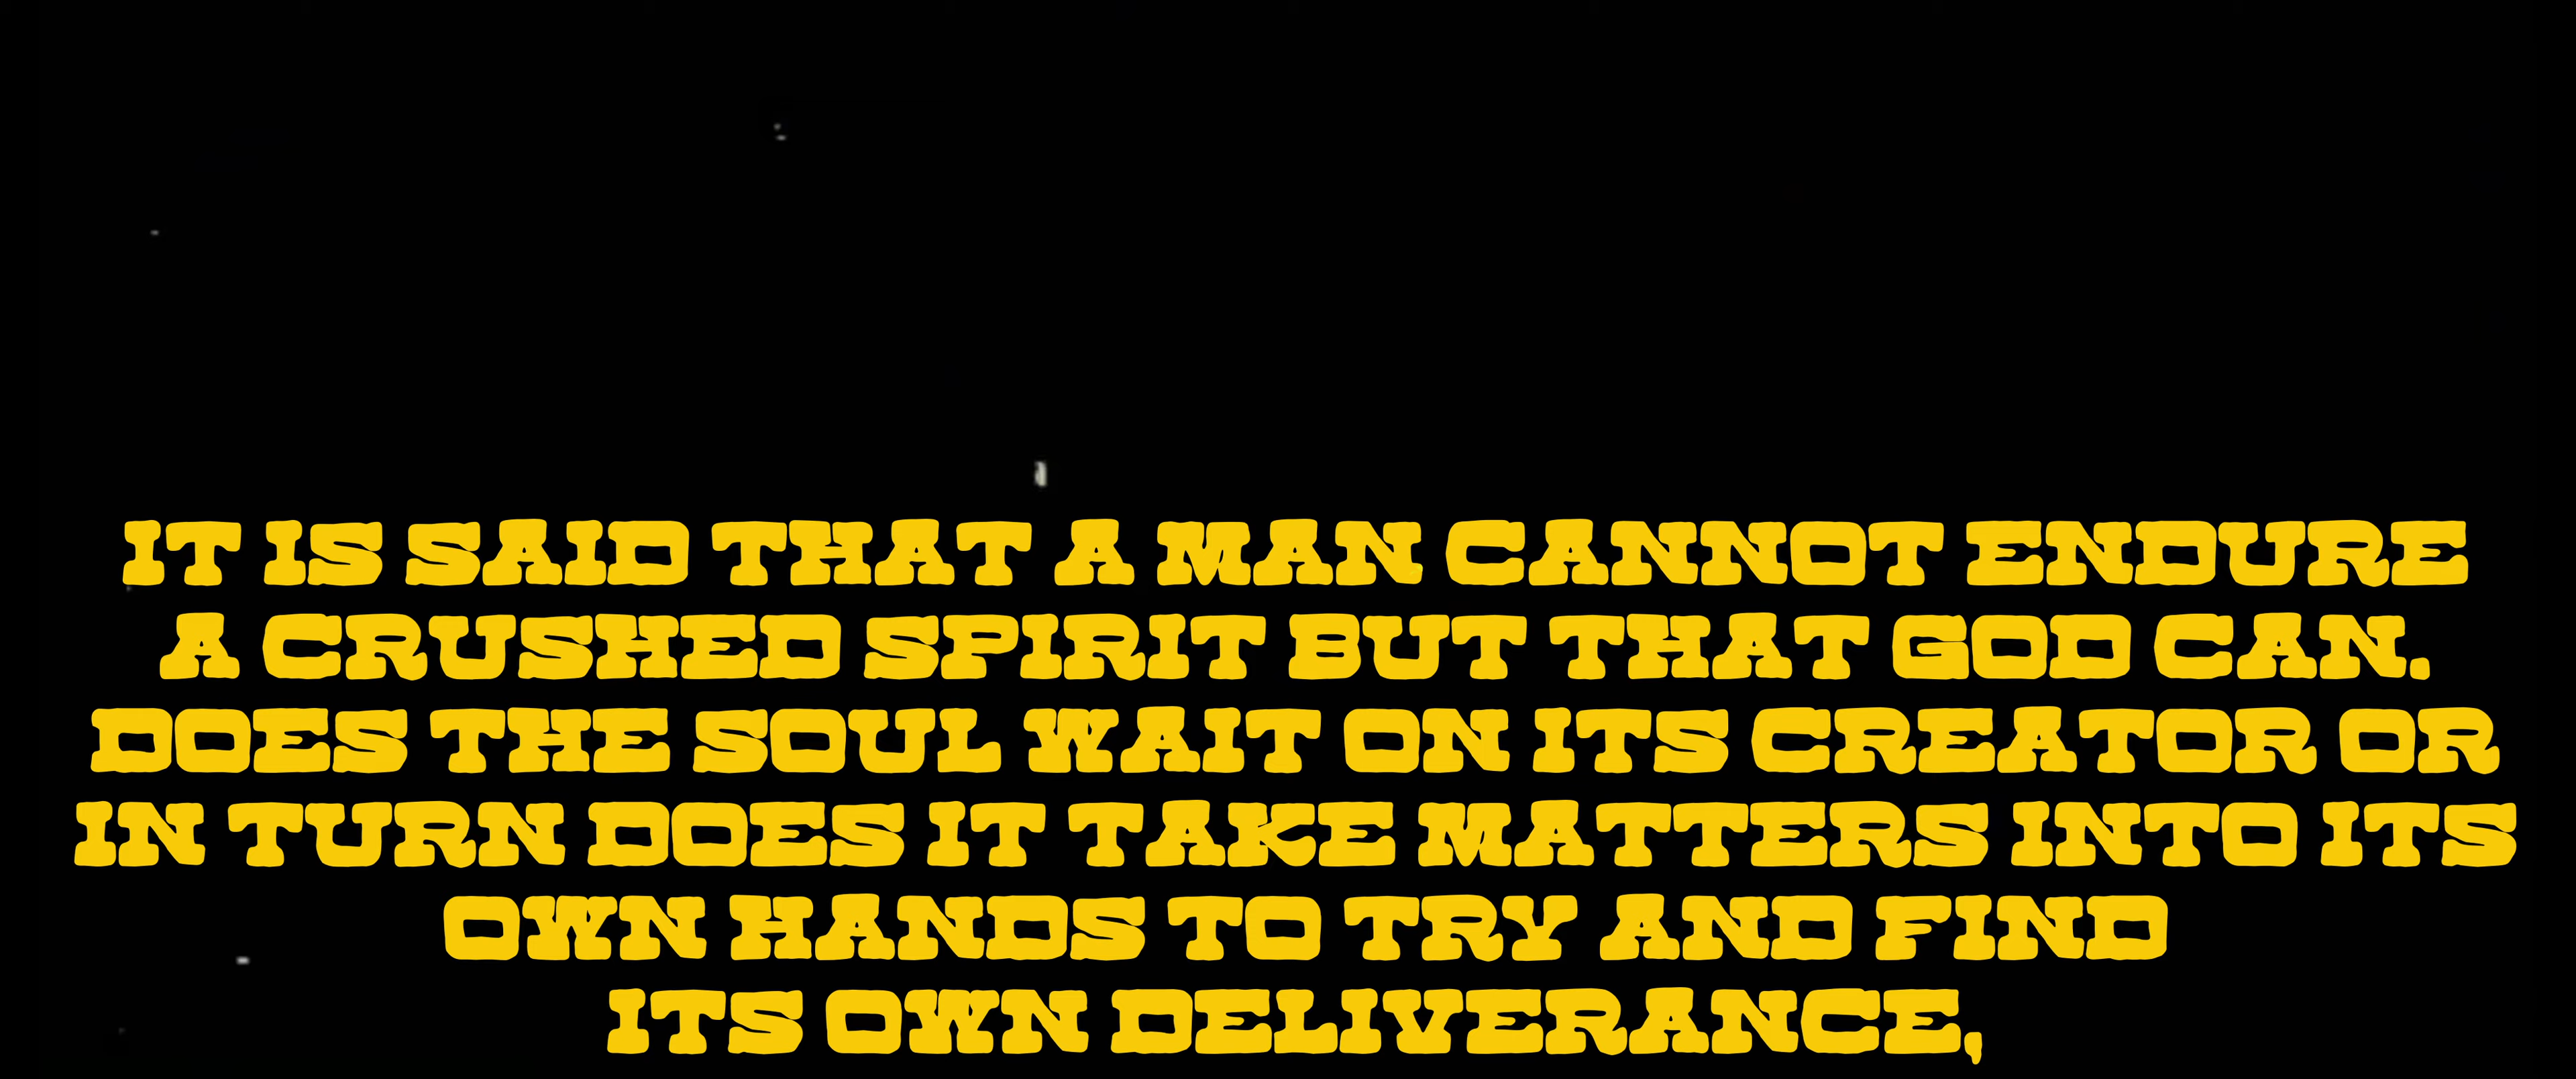 IT IS SAID THAT A MAN CANNOT ENDURE
A CRUSHED SPIRIT BUT THAT GOD CAN.
DOES THE SOUL WAIT ON ITS CREATOR OR
IN TURN DOES IT TAKE MATTERS INTO ITS
OWN HANDS TO TRY AND FIND
ITS OWN DELIVERANCE,